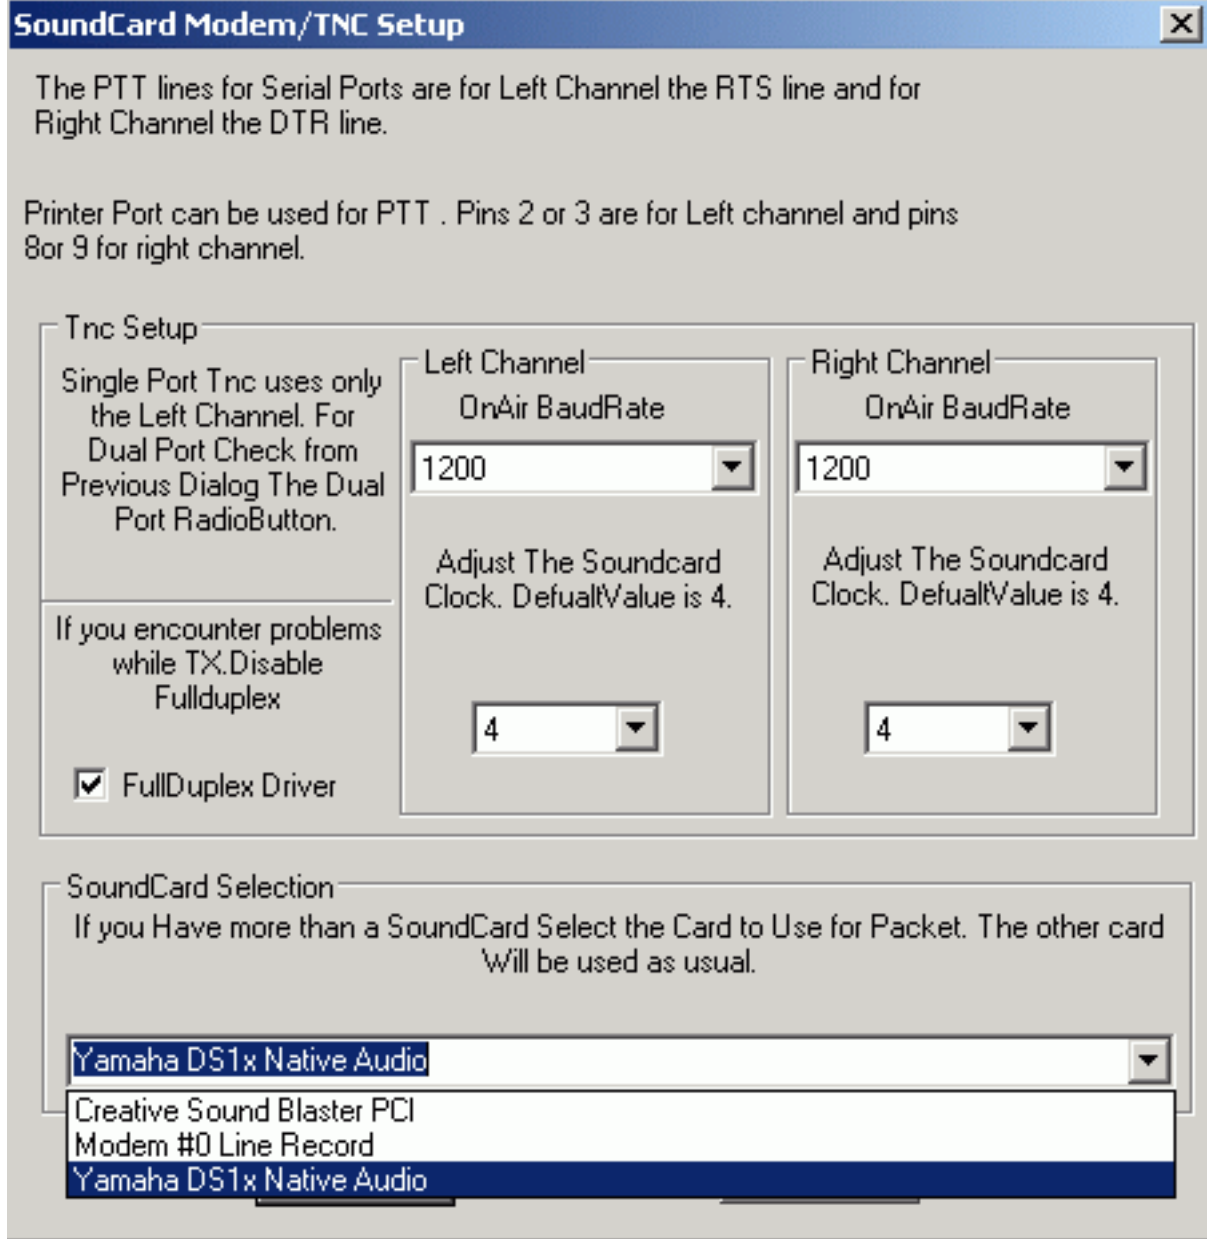 SoundCard Modem/TNC Setup
The PTT lines for Serial Ports are for Left Channel the RTS line and for
Right Channel the DTR line.
Printer Port can be used for PTT . Pins 2 or 3 are for Left channel and pins
8or 9 for right channel.
Tnc Setup
Single Port Tnc uses only
the Left Channel. For
Dual Port Check from
Previous Dialog The Dual
Port RadioButton.
If you encounter problems
while TX.Disable
Fullduplex
FullDuplex Driver
Left Channel
OnAir BaudRate
1200
Adjust The Soundcard
Clock. DefualtValue is 4.
4
Right Channel
OnAir BaudRate
1200
Adjust The Soundcard
Clock. DefualtValue is 4.
4
SoundCard Selection
If you Have more than a SoundCard Select the Card to Use for Packet. The other card
Will be used as usual.
Yamaha DS1x Native Audio
Creative Sound Blaster PCI
Modem #0 Line Record
Yamaha DS1x Native Audio